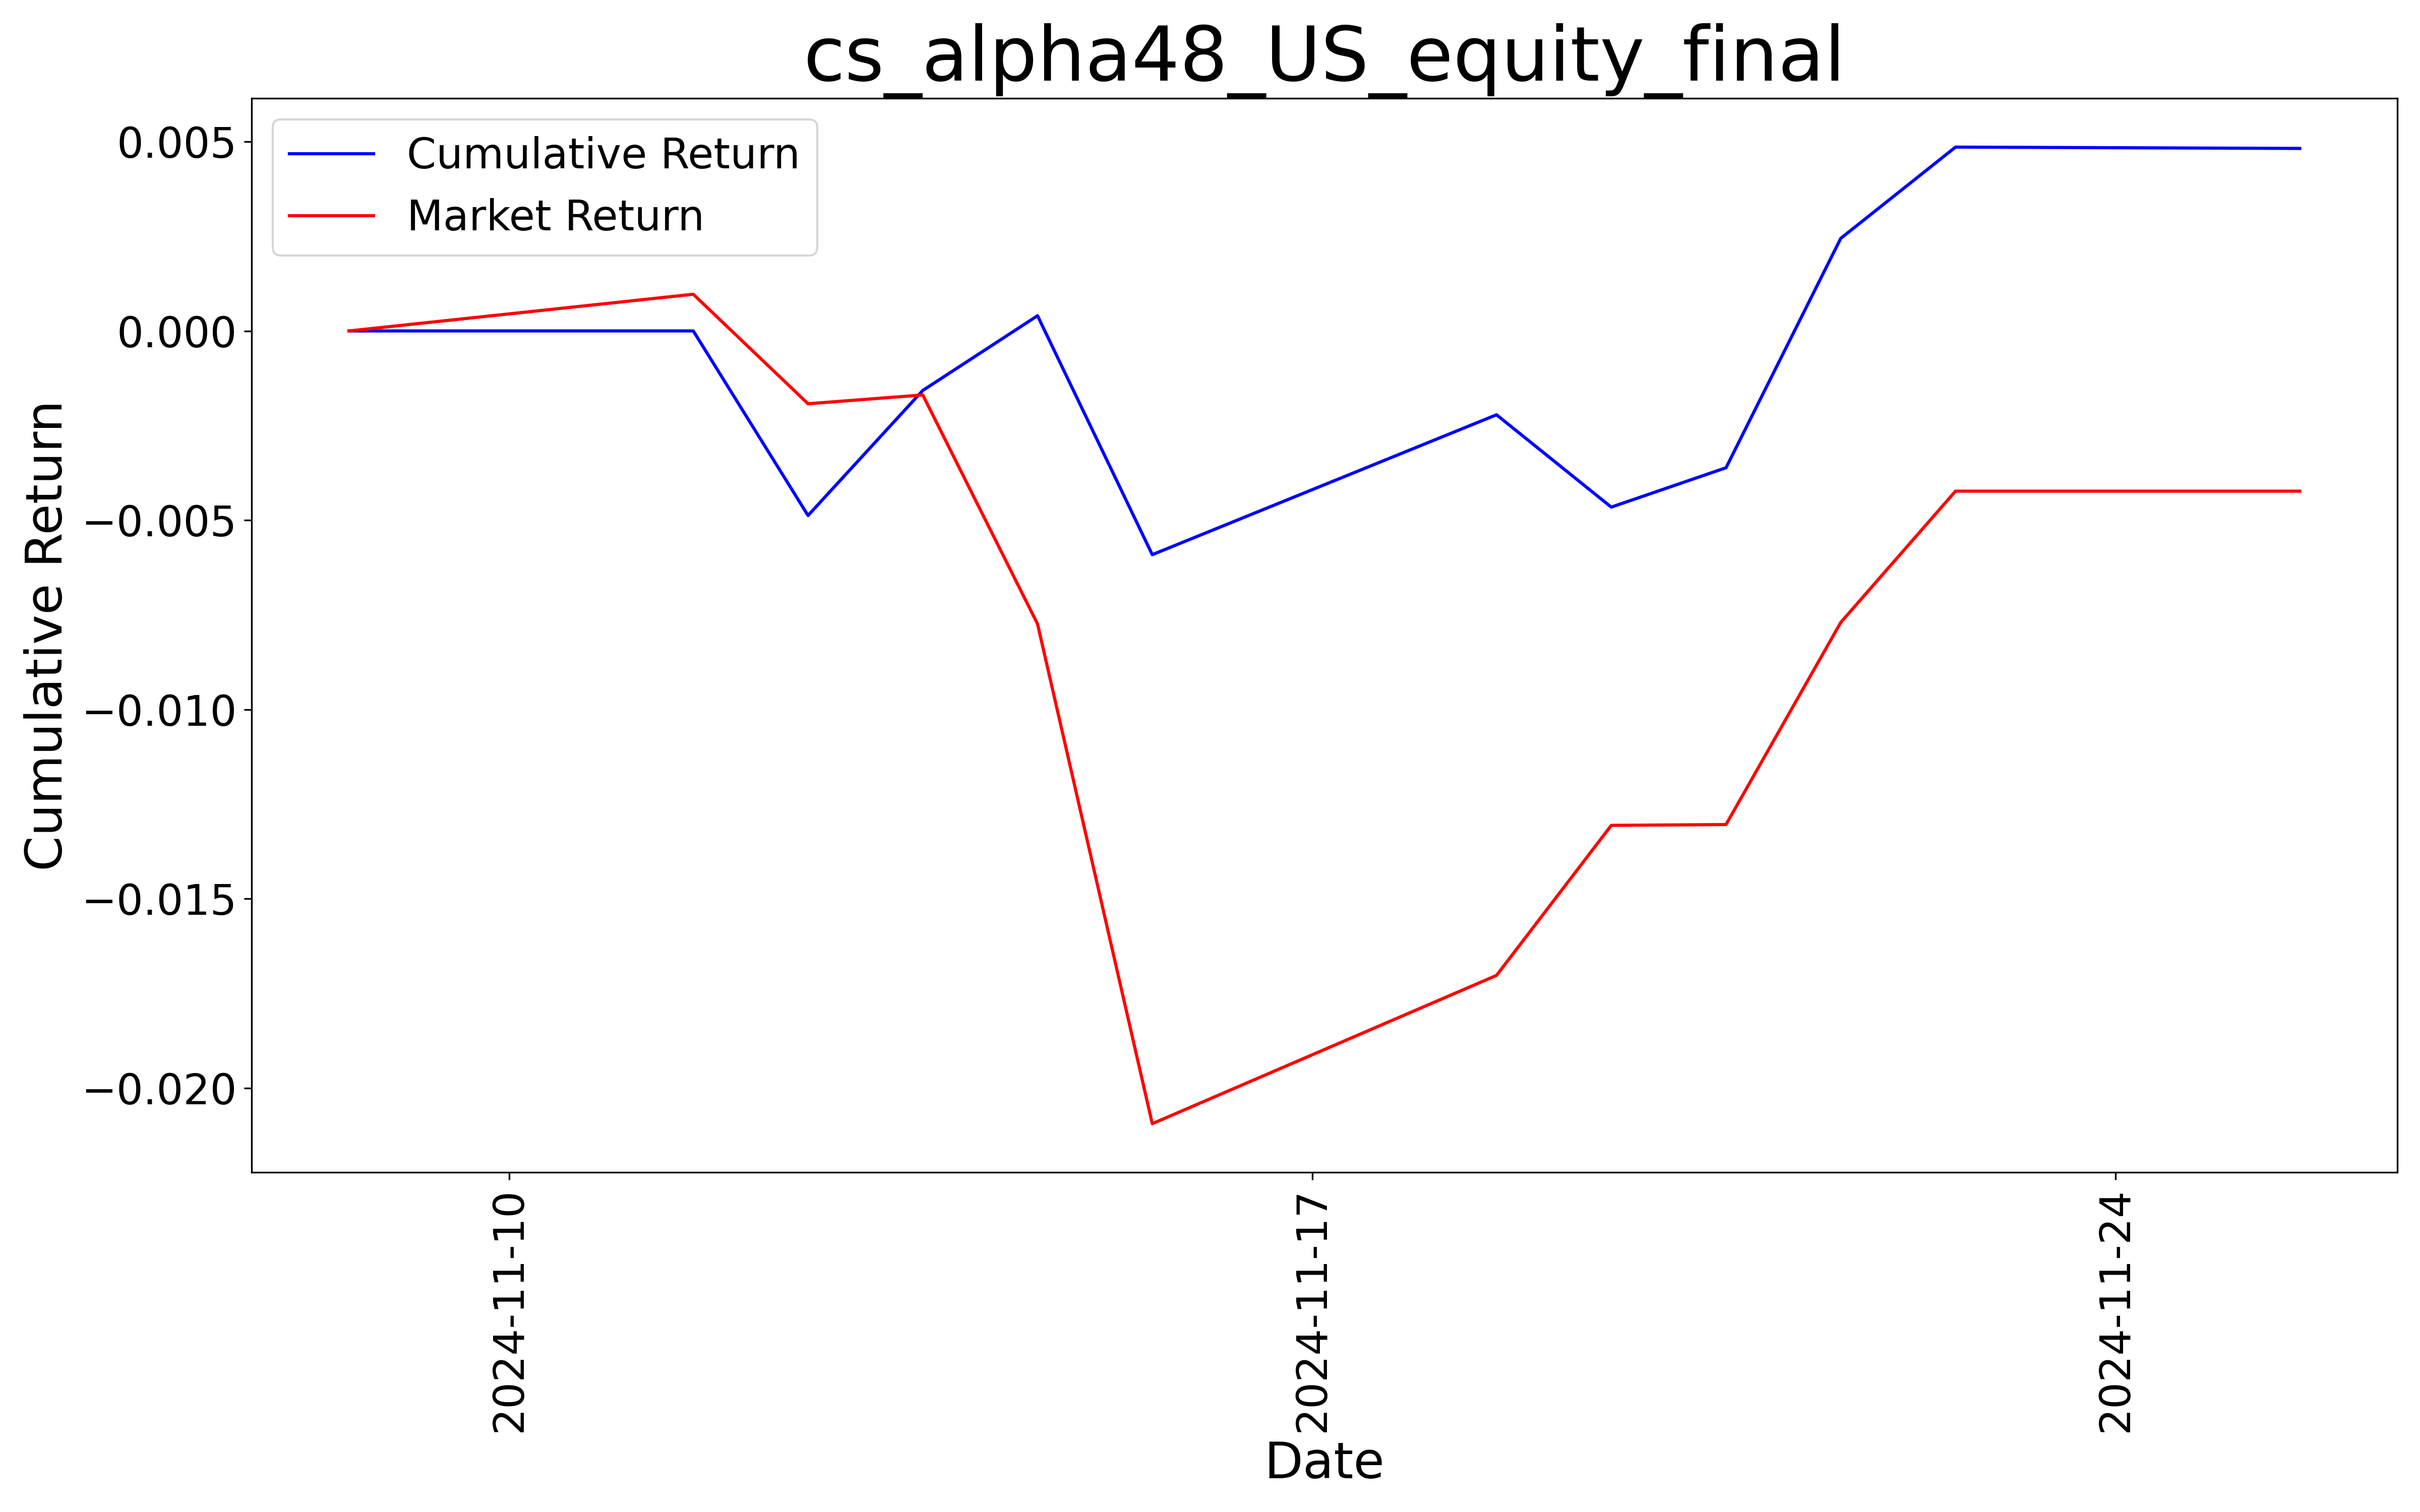 cs_alpha48_US_equity_final
Cumulative Return
Market Return
0.005
0.000
−0.005
−0.010
−0.015
−0.020
Cumulative Return
2024-11-10
2024-11-17
2024-11-24
Date